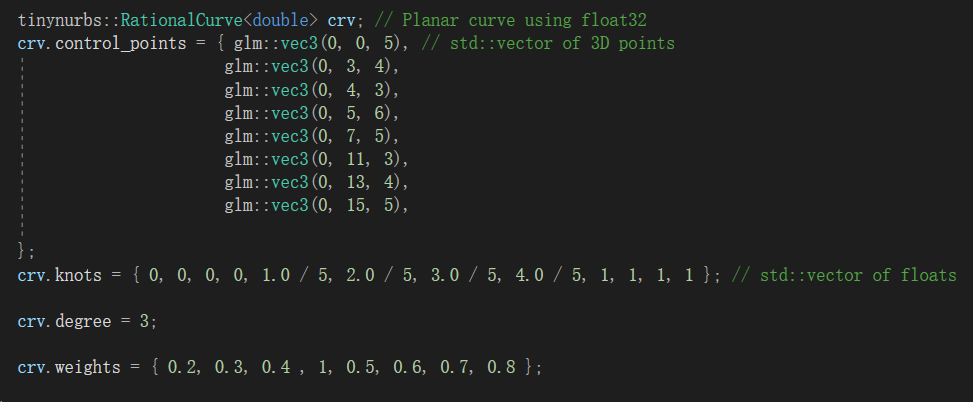 tinynurbs::RationalCurve<double> crv; // Planar curve using float32
crv.control_points = { glm::vec3(0, 0, 5), // std::vector of 3D points
glm::vec3(0, 3, 4),
glm::vec3(0, 4, 3),
glm::vec3(0, 5, 6),
glm::vec3(0, 7, 5),
glm::vec3(0, 11, 3),
glm::vec3(0, 13, 4),
glm::vec3(0, 15, 5),
};
crv.knots = { 0, 0, 0, 0, 1.0 / 5, 2.0 / 5, 3.0 / 5, 4.0 / 5, 1, 1, 1, 1 }; // std::vector of floats
crv.degree = 3;
crv.weights = { 0.2, 0.3, 0.4 , 1, 0.5, 0.6, 0.7, 0.8 };